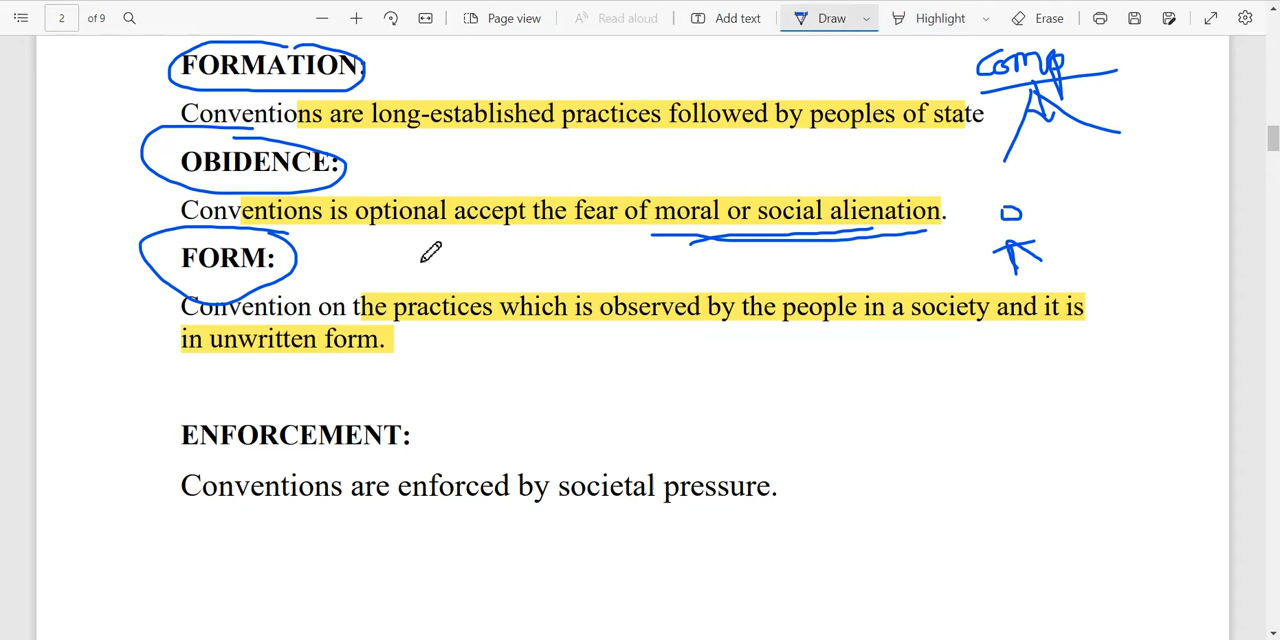 2 of 9 Page view Read aloud Add text Draw Highlight Erase
FORMATION:
comp
Conventions are long-established practices followed by peoples of state
OBIDENCE:
Conventions is optional accept the fear of moral or social alienation.
FORM:
Convention on the practices which is observed by the people in a society and it is
in unwritten form.
ENFORCEMENT:
Conventions are enforced by societal pressure.